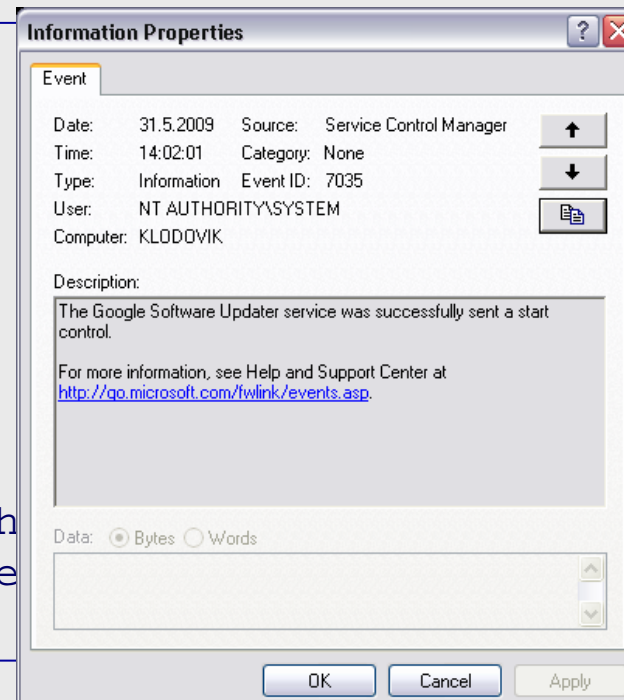 Information Properties
Event
Date: 31.5.2009 Source: Service Control Manager
Time: 14:02:01 Category: None
Type: Information Event ID: 7035
User: NT AUTHORITY\SYSTEM
Computer: KLODOVIK
Description:
The Google Software Updater service was successfully sent a start
control.
For more information, see Help and Support Center at
http://go.microsoft.com/fwlink/events.asp.
h
e
Data: Bytes Words
OK Cancel Apply